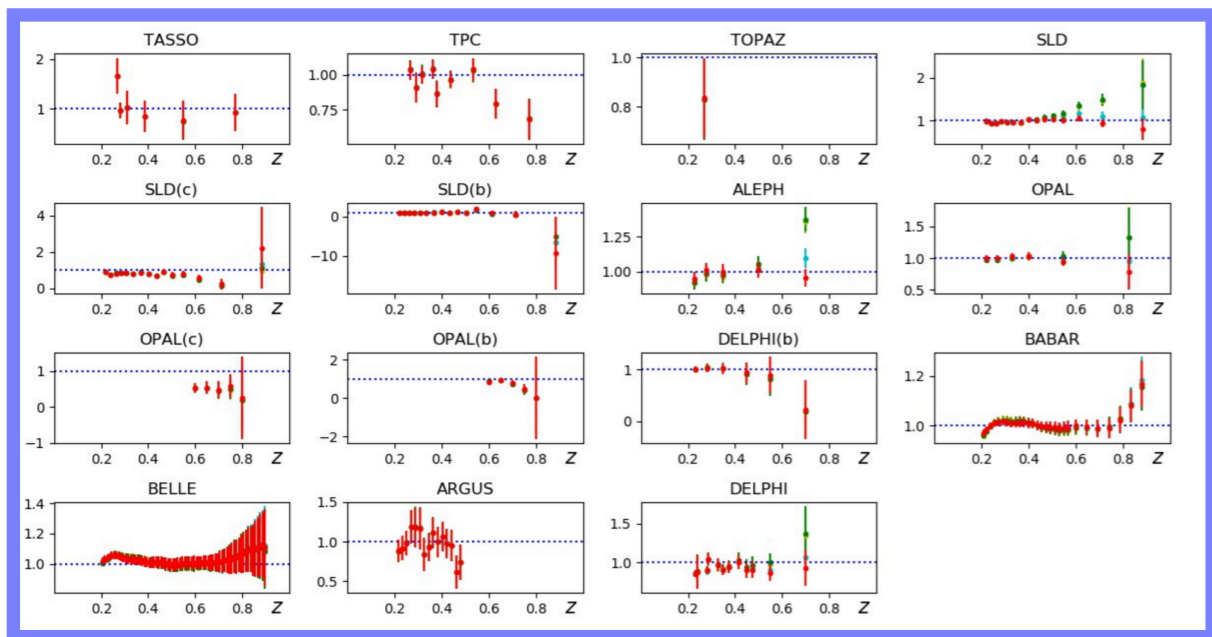 TASSO TPC TOPAZ SLD
2
1
0.2 0.4 0.6 0.8 Z
1.00
0.75
0.2 0.4 0.6 0.8 Z
1.0
0.8
0.2 0.4 0.6 0.8 Z
2
1
0.2 0.4 0.6 0.8 Z
SLD(c) SLD(b) ALEPH OPAL
4
2
0
0.2 0.4 0.6 0.8 Z
0
−10
0.2 0.4 0.6 0.8 Z
1.25
1.00
0.2 0.4 0.6 0.8 Z
1.5
1.0
0.5
0.2 0.4 0.6 0.8 Z
OPAL(c) OPAL(b) DELPHI(b) BABAR
1
0
−1
0.2 0.4 0.6 0.8 Z
2
0
−2
0.2 0.4 0.6 0.8 Z
1
0
0.2 0.4 0.6 0.8 Z
1.2
1.0
0.2 0.4 0.6 0.8 Z
BELLE ARGUS DELPHI
1.4
1.2
1.0
0.2 0.4 0.6 0.8 Z
1.5
1.0
0.5
0.2 0.4 0.6 0.8 Z
1.5
1.0
0.2 0.4 0.6 0.8 Z